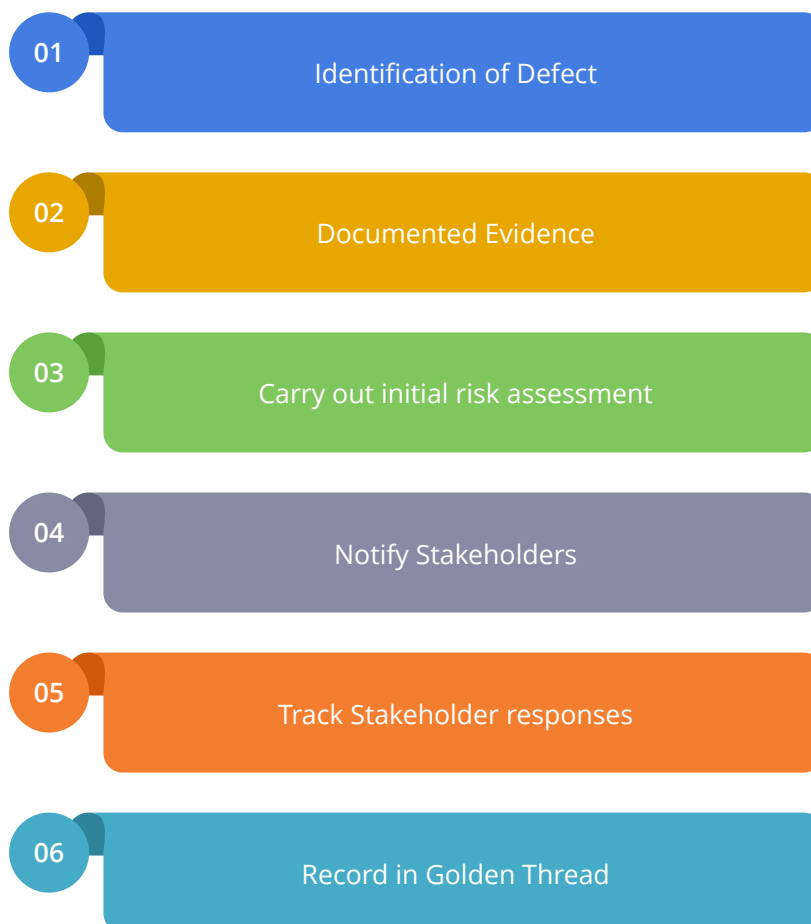 01
Identification of Defect
02
Documented Evidence
03
Carry out initial risk assessment
04
Notify Stakeholders
05
Track Stakeholder responses
06
Record in Golden Thread